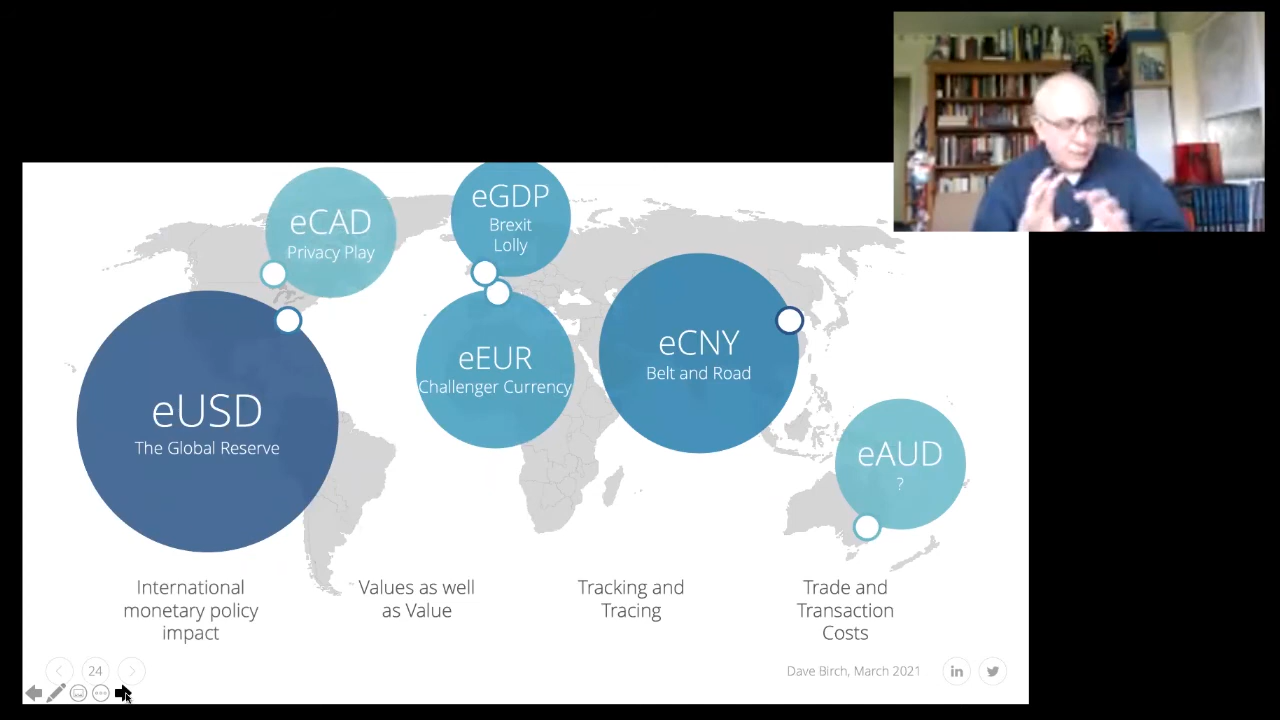 eCAD
Privacy Play
eGDP
Brexit
Lolly
eUSD
The Global Reserve
eEUR
Challenger Currency
eCNY
Belt and Road
eAUD
?
International
monetary policy
impact
Values as well
as Value
Tracking and
Tracing
Trade and
Transaction
Costs
24
Dave Birch, March 2021
in